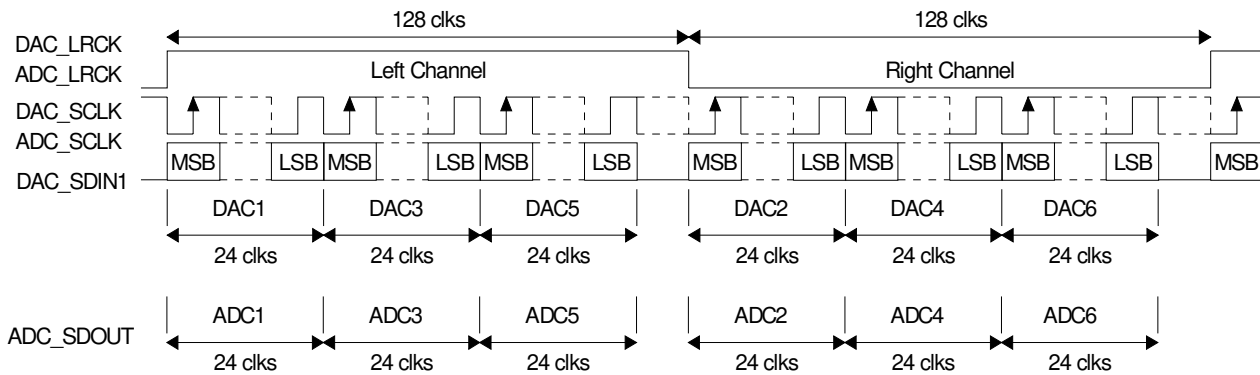 128 clks 128 clks
DAC_LRCK
ADC_LRCK Left Channel Right Channel
DAC_SCLK
ADC_SCLK
MSB LSB MSB LSB MSB LSB MSB LSB MSB LSB MSB LSB MSB
DAC_SDIN1
DAC1 DAC3 DAC5 DAC2 DAC4 DAC6
24 clks 24 clks 24 clks 24 clks 24 clks 24 clks
ADC1 ADC3 ADC5 ADC2 ADC4 ADC6
ADC_SDOUT
24 clks 24 clks 24 clks 24 clks 24 clks 24 clks